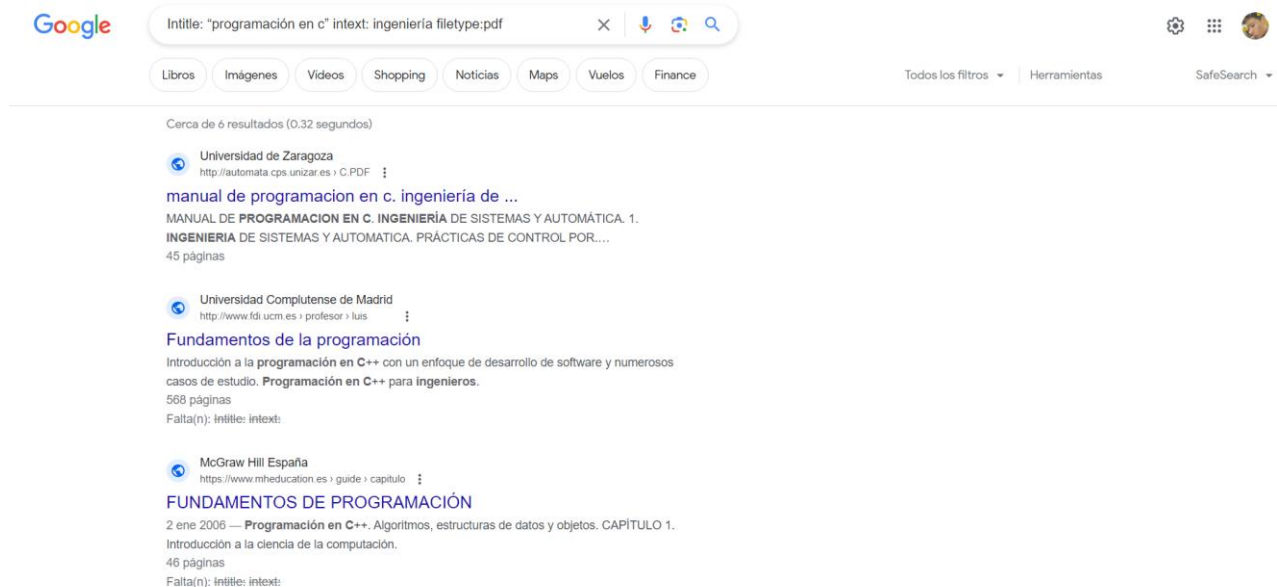 Google
Intitle: “programación en c” intext: ingeniería filetype:pdf
Libros Imágenes Videos Shopping Noticias Maps Vuelos Finance Todos los filtros Herramientas SafeSearch
Cerca de 6 resultados (0.32 segundos)
Universidad de Zaragoza
http://automata.cps.unizar.es › C.PDF
manual de programacion en c. ingeniería de ...
MANUAL DE PROGRAMACION EN C. INGENIERÍA DE SISTEMAS Y AUTOMÁTICA. 1.
INGENIERIA DE SISTEMAS Y AUTOMATICA. PRÁCTICAS DE CONTROL POR....
45 páginas
Universidad Complutense de Madrid
http://www.fdi.ucm.es › profesor › luis
Fundamentos de la programación
Introducción a la programación en C++ con un enfoque de desarrollo de software y numerosos
casos de estudio. Programación en C++ para ingenieros.
568 páginas
Falta(n): Intitle: intext:
McGraw Hill España
https://www.mheducation.es › guide › capitulo
FUNDAMENTOS DE PROGRAMACIÓN
2 ene 2006 — Programación en C++. Algoritmos, estructuras de datos y objetos. CAPÍTULO 1.
Introducción a la ciencia de la computación.
46 páginas
Falta(n): Intitle: intext: